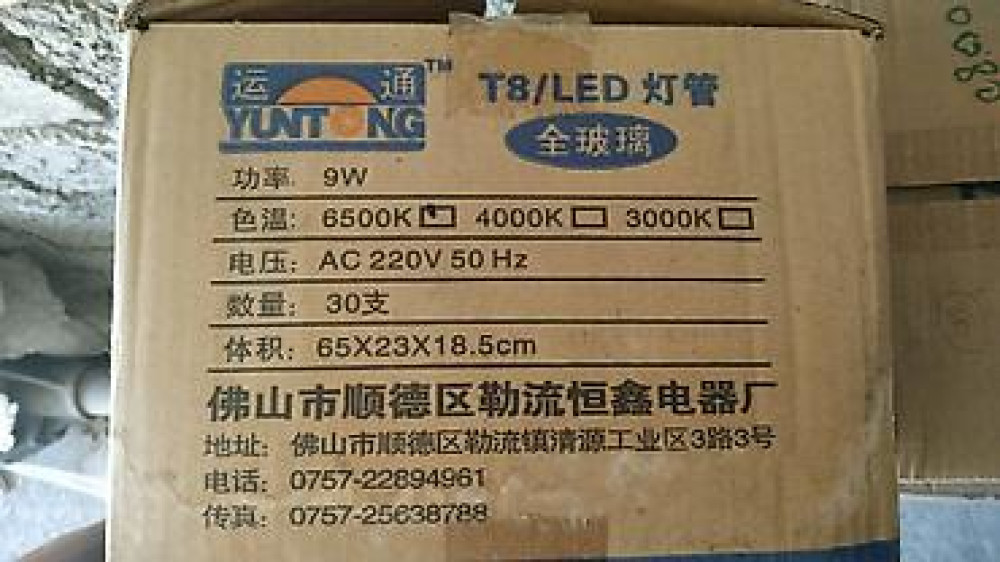 运通™
YUNTONG
T8/LED 灯管
全玻璃
功率. 9W
色温: 6500K 4000K 3000K
电压: AC 220V 50 Hz
数量: 30支
体积: 65X23X18.5cm
佛山市顺德区勒流恒鑫电器厂
地址: 佛山市顺德区勒流镇清源工业区3路3号
电话: 0757-22894961
传真: 0757-25638788